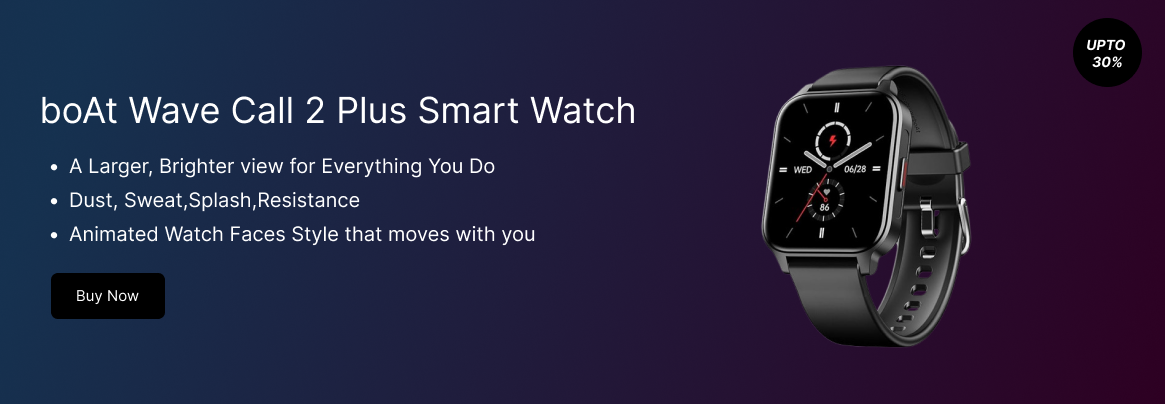 UPTO
30%
boAt Wave Call 2 Plus Smart Watch
• A Larger, Brighter view for Everything You Do
• Dust, Sweat,Splash,Resistance
• Animated Watch Faces Style that moves with you
Buy Now
WED 06/28
86